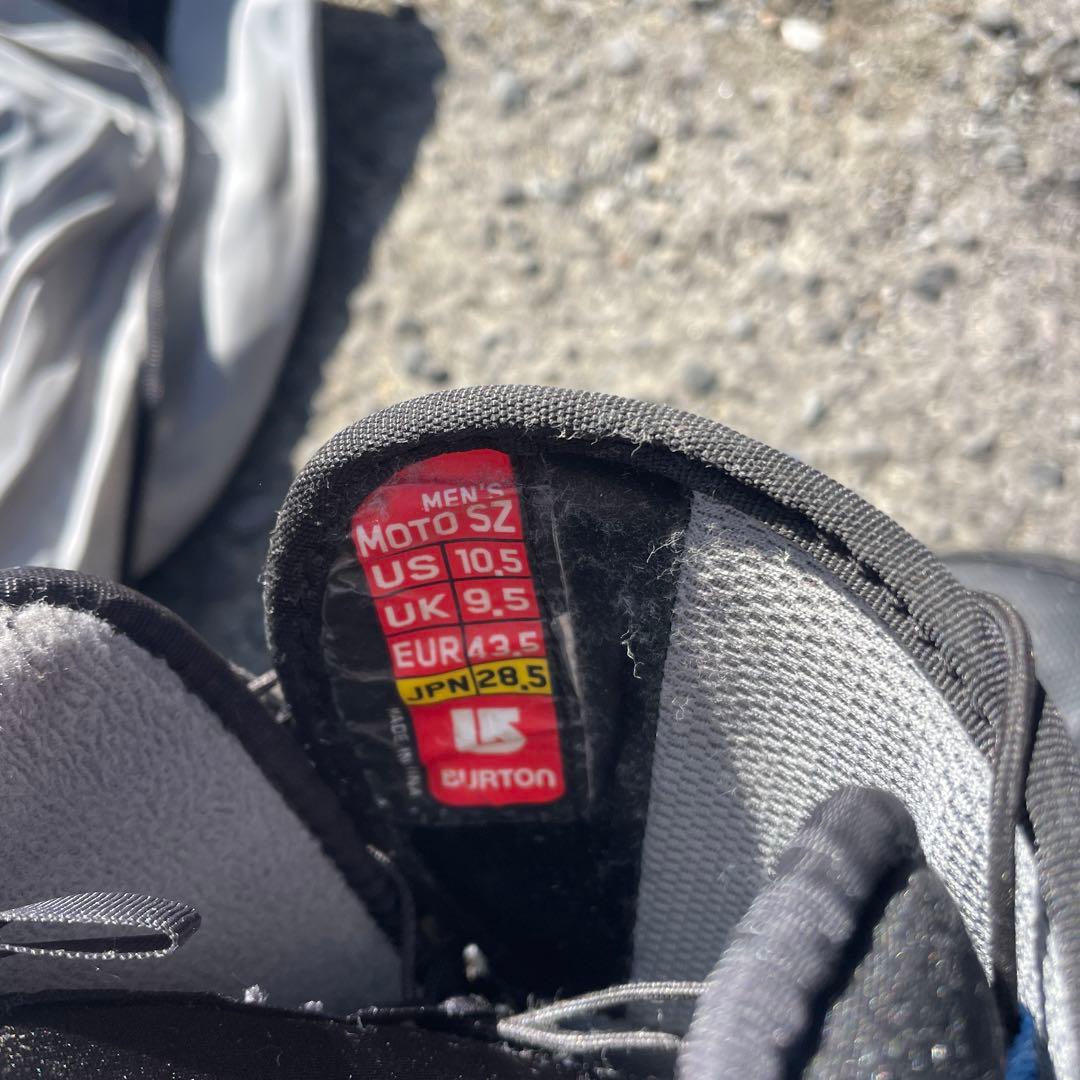 MEN'S
MOTO SZ
US 10.5
UK 9.5
EUR 43.5
JPN 28.5
BURTON